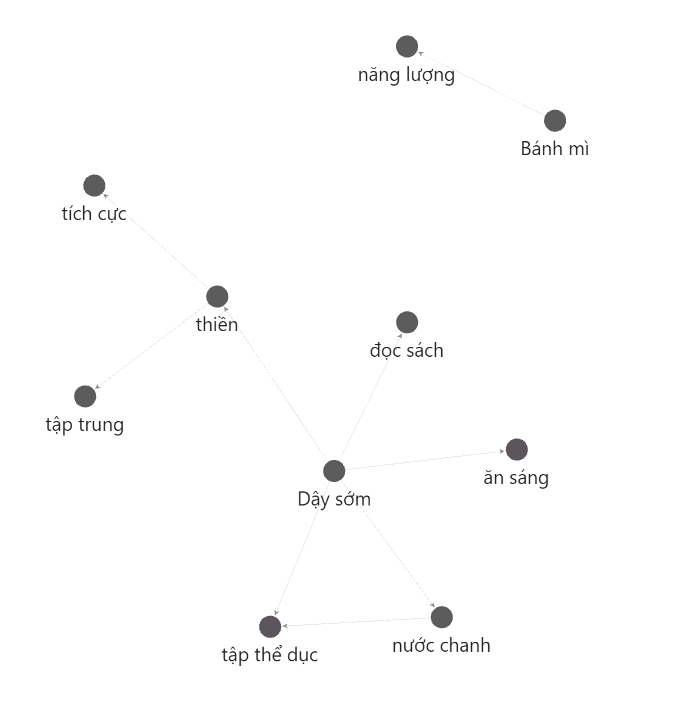 năng lượng
Bánh mì
tích cực
thiền
đọc sách
tập trung
ăn sáng
Dậy sớm
nước chanh
tập thể dục